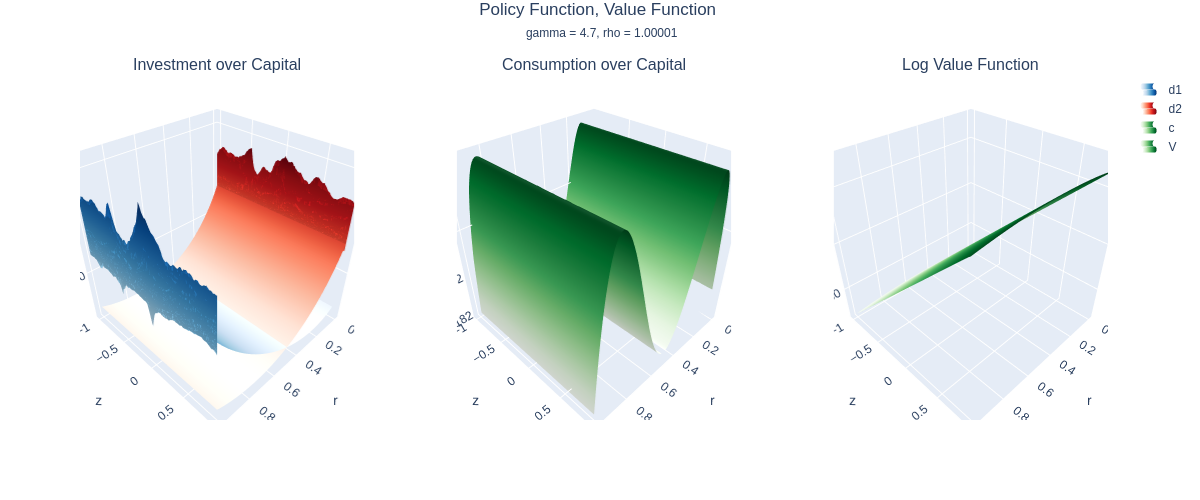 Policy Function, Value Function
gamma = 4.7, rho = 1.00001
Investment over Capital
Consumption over Capital
Log Value Function
d1
d2
c
V
0
−1
−0.5
0
0.5
z
0
0.2
0.4
0.6
0.8
r
2
182
−1
−0.5
0
0.5
z
0
0.2
0.4
0.6
0.8
r
0
−1
−0.5
0
0.5
z
0
0.2
0.4
0.6
0.8
r